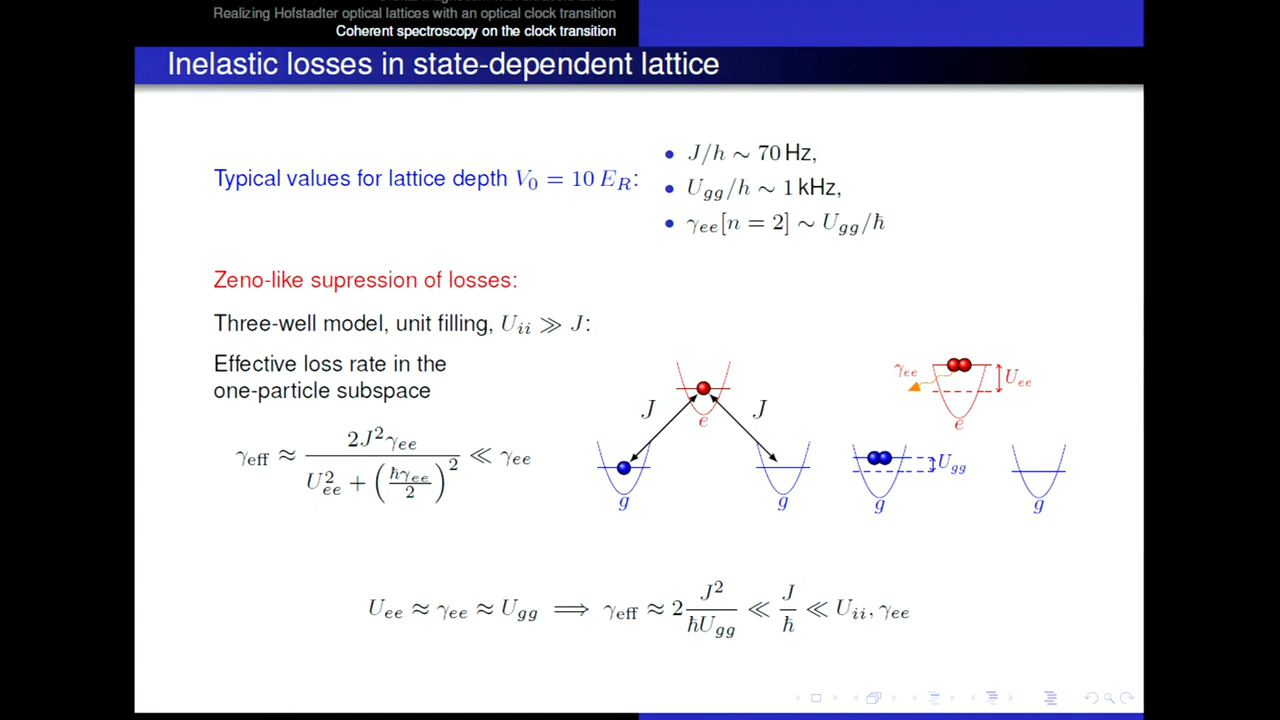 Realizing Hofstadter optical lattices with an optical clock transition
Coherent spectroscopy on the clock transition
Inelastic losses in state-dependent lattice
Typical values for lattice depth V₀ = 10 E_R:
• J/h ∼ 70 Hz,
• U_gg/h ∼ 1 kHz,
• γ_ee[n = 2] ∼ U_gg/ħ
Zeno-like supression of losses:
Three-well model, unit filling, U_ii ≫ J:
Effective loss rate in the
one-particle subspace
γ_eff ≈ 2J²γ_ee / (U²_ee + (ħγ_ee/2)²) ≪ γ_ee
J J
e
g g
γ_ee U_ee
e
U_gg
g g
U_ee ≈ γ_ee ≈ U_gg ⟹ γ_eff ≈ 2 J²/(ħU_gg) ≪ J/ħ ≪ U_ii, γ_ee